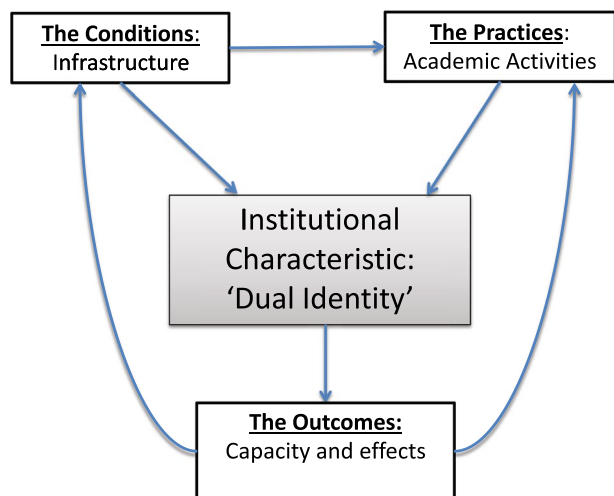 The Conditions:
Infrastructure
The Practices:
Academic Activities
Institutional
Characteristic:
‘Dual Identity’
The Outcomes:
Capacity and effects